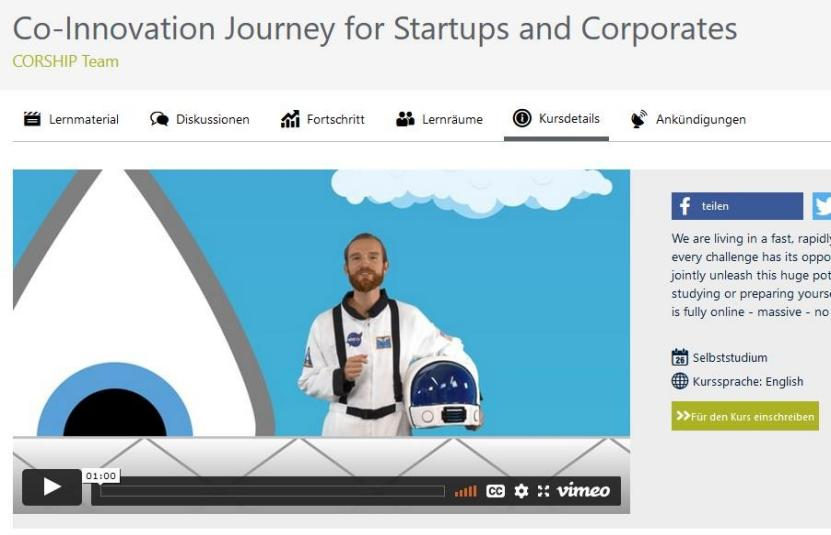 Co-Innovation Journey for Startups and Corporates
CORSHIP Team
Lernmaterial
Diskussionen
Fortschritt
Lernräume
Kursdetails
Ankündigungen
teilen
We are living in a fast, rapidly
every challenge has its oppo
jointly unleash this huge pot
studying or preparing yourse
is fully online - massive - no
26 Selbststudium
Kurssprache: English
Für den Kurs einschreiben
01:00
CC vimeo